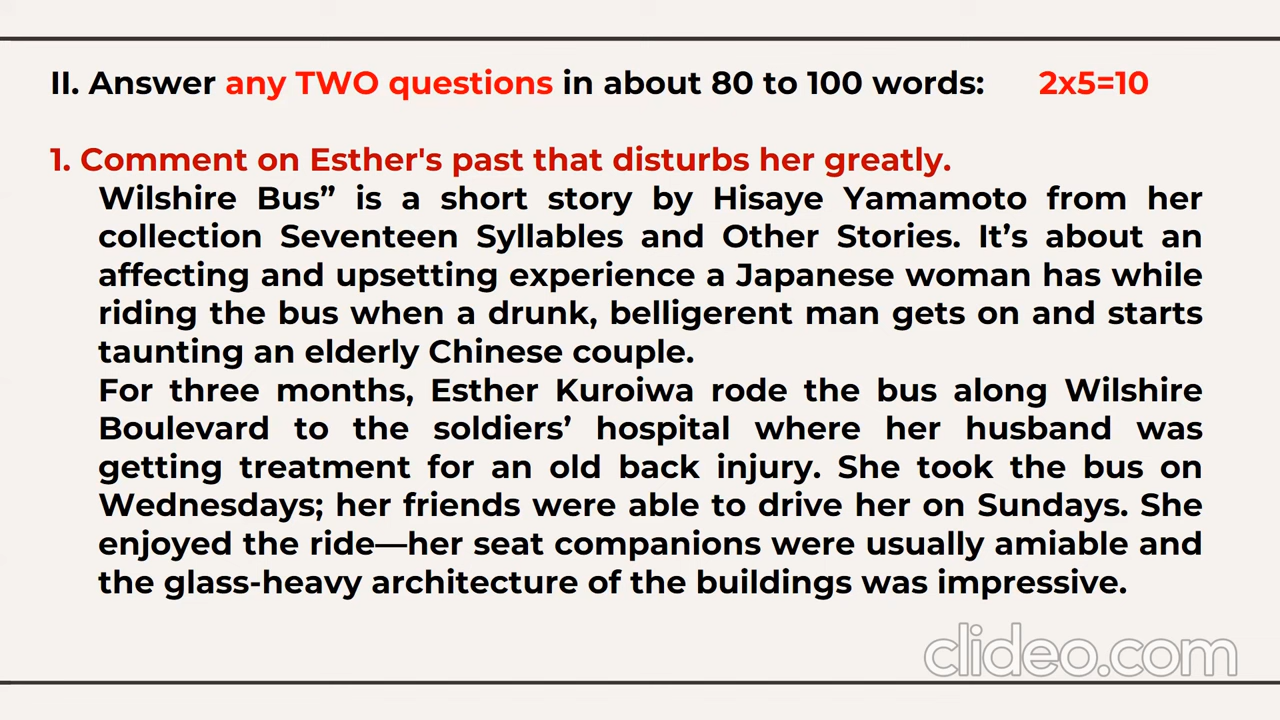 II. Answer any TWO questions in about 80 to 100 words: 2x5=10
1. Comment on Esther's past that disturbs her greatly.
Wilshire Bus” is a short story by Hisaye Yamamoto from her
collection Seventeen Syllables and Other Stories. It’s about an
affecting and upsetting experience a Japanese woman has while
riding the bus when a drunk, belligerent man gets on and starts
taunting an elderly Chinese couple.
For three months, Esther Kuroiwa rode the bus along Wilshire
Boulevard to the soldiers’ hospital where her husband was
getting treatment for an old back injury. She took the bus on
Wednesdays; her friends were able to drive her on Sundays. She
enjoyed the ride—her seat companions were usually amiable and
the glass-heavy architecture of the buildings was impressive.
clideo.com